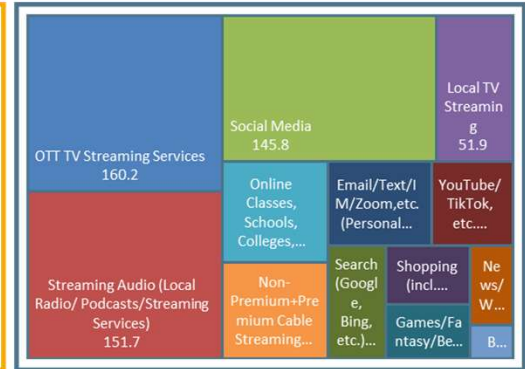 OTT TV Streaming Services
160.2
Streaming Audio (Local
Radio/ Podcasts/Streaming
Services)
151.7
Social Media
145.8
Local TV
Streamin
g
51.9
Online
Classes,
Schools,
Colleges,...
Non-
Premium+Pre
mium Cable
Streaming...
Email/Text/I
M/Zoom,etc.
(Personal...
YouTube/
TikTok,
etc....
Search
(Googl
e,
Bing,
etc.)...
Shopping
(incl....
Games/Fa
ntasy/Be...
Ne
ws/
W...
B...